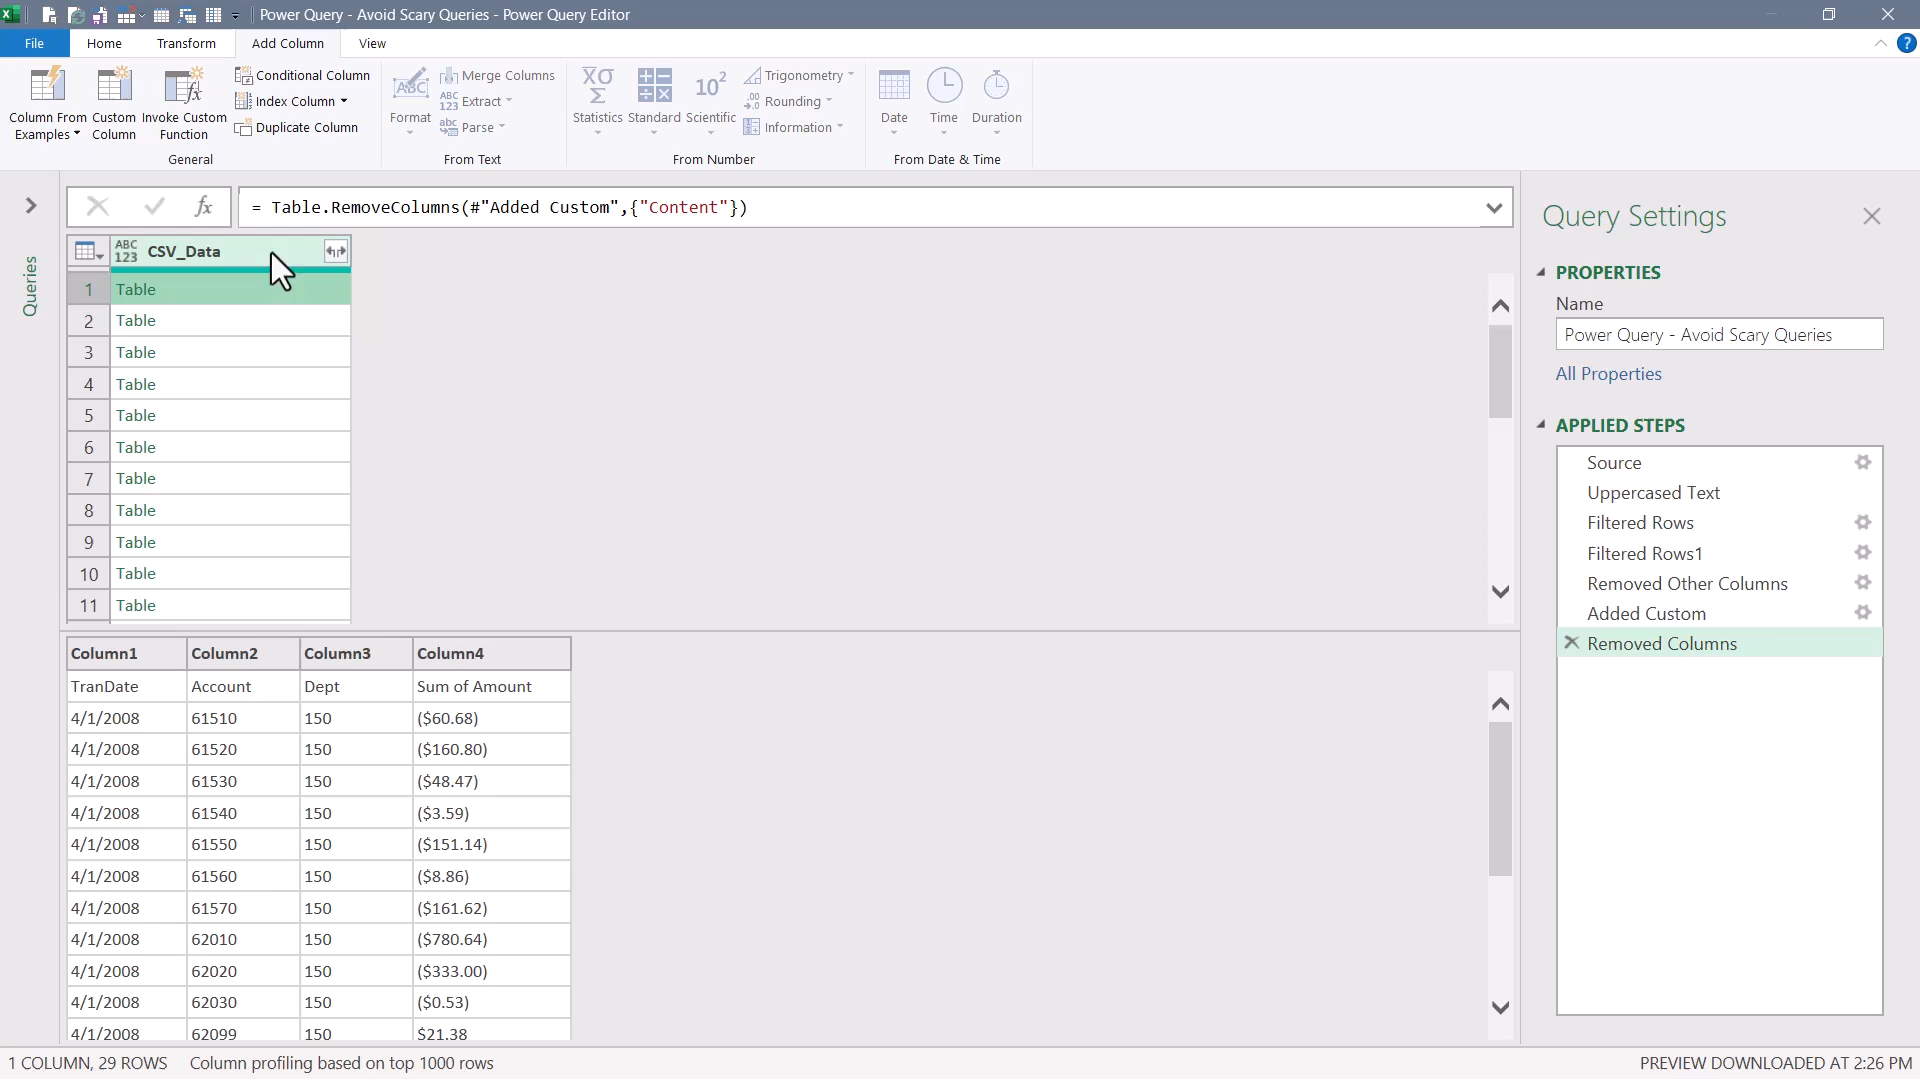 Power Query - Avoid Scary Queries - Power Query Editor
File Home Transform Add Column View
Column From Examples
Custom Column
Invoke Custom Function
Conditional Column
Index Column
Duplicate Column
General
ABC
Format
Merge Columns
ABC 123 Extract
abc Parse
From Text
XO Σ
Statistics
Standard
10²
Scientific
Trigonometry
.00 Rounding
Information
From Number
Date
Time
Duration
From Date & Time
?
fx = Table.RemoveColumns(#"Added Custom",{"Content"})
Queries
ABC 123 CSV_Data
1 Table
2 Table
3 Table
4 Table
5 Table
6 Table
7 Table
8 Table
9 Table
10 Table
11 Table
Column1 Column2 Column3 Column4
TranDate Account Dept Sum of Amount
4/1/2008 61510 150 ($60.68)
4/1/2008 61520 150 ($160.80)
4/1/2008 61530 150 ($48.47)
4/1/2008 61540 150 ($3.59)
4/1/2008 61550 150 ($151.14)
4/1/2008 61560 150 ($8.86)
4/1/2008 61570 150 ($161.62)
4/1/2008 62010 150 ($780.64)
4/1/2008 62020 150 ($333.00)
4/1/2008 62030 150 ($0.53)
4/1/2008 62099 150 $21.38
Query Settings
PROPERTIES
Name
Power Query - Avoid Scary Queries
All Properties
APPLIED STEPS
Source
Uppercased Text
Filtered Rows
Filtered Rows1
Removed Other Columns
Added Custom
Removed Columns
1 COLUMN, 29 ROWS Column profiling based on top 1000 rows PREVIEW DOWNLOADED AT 2:26 PM